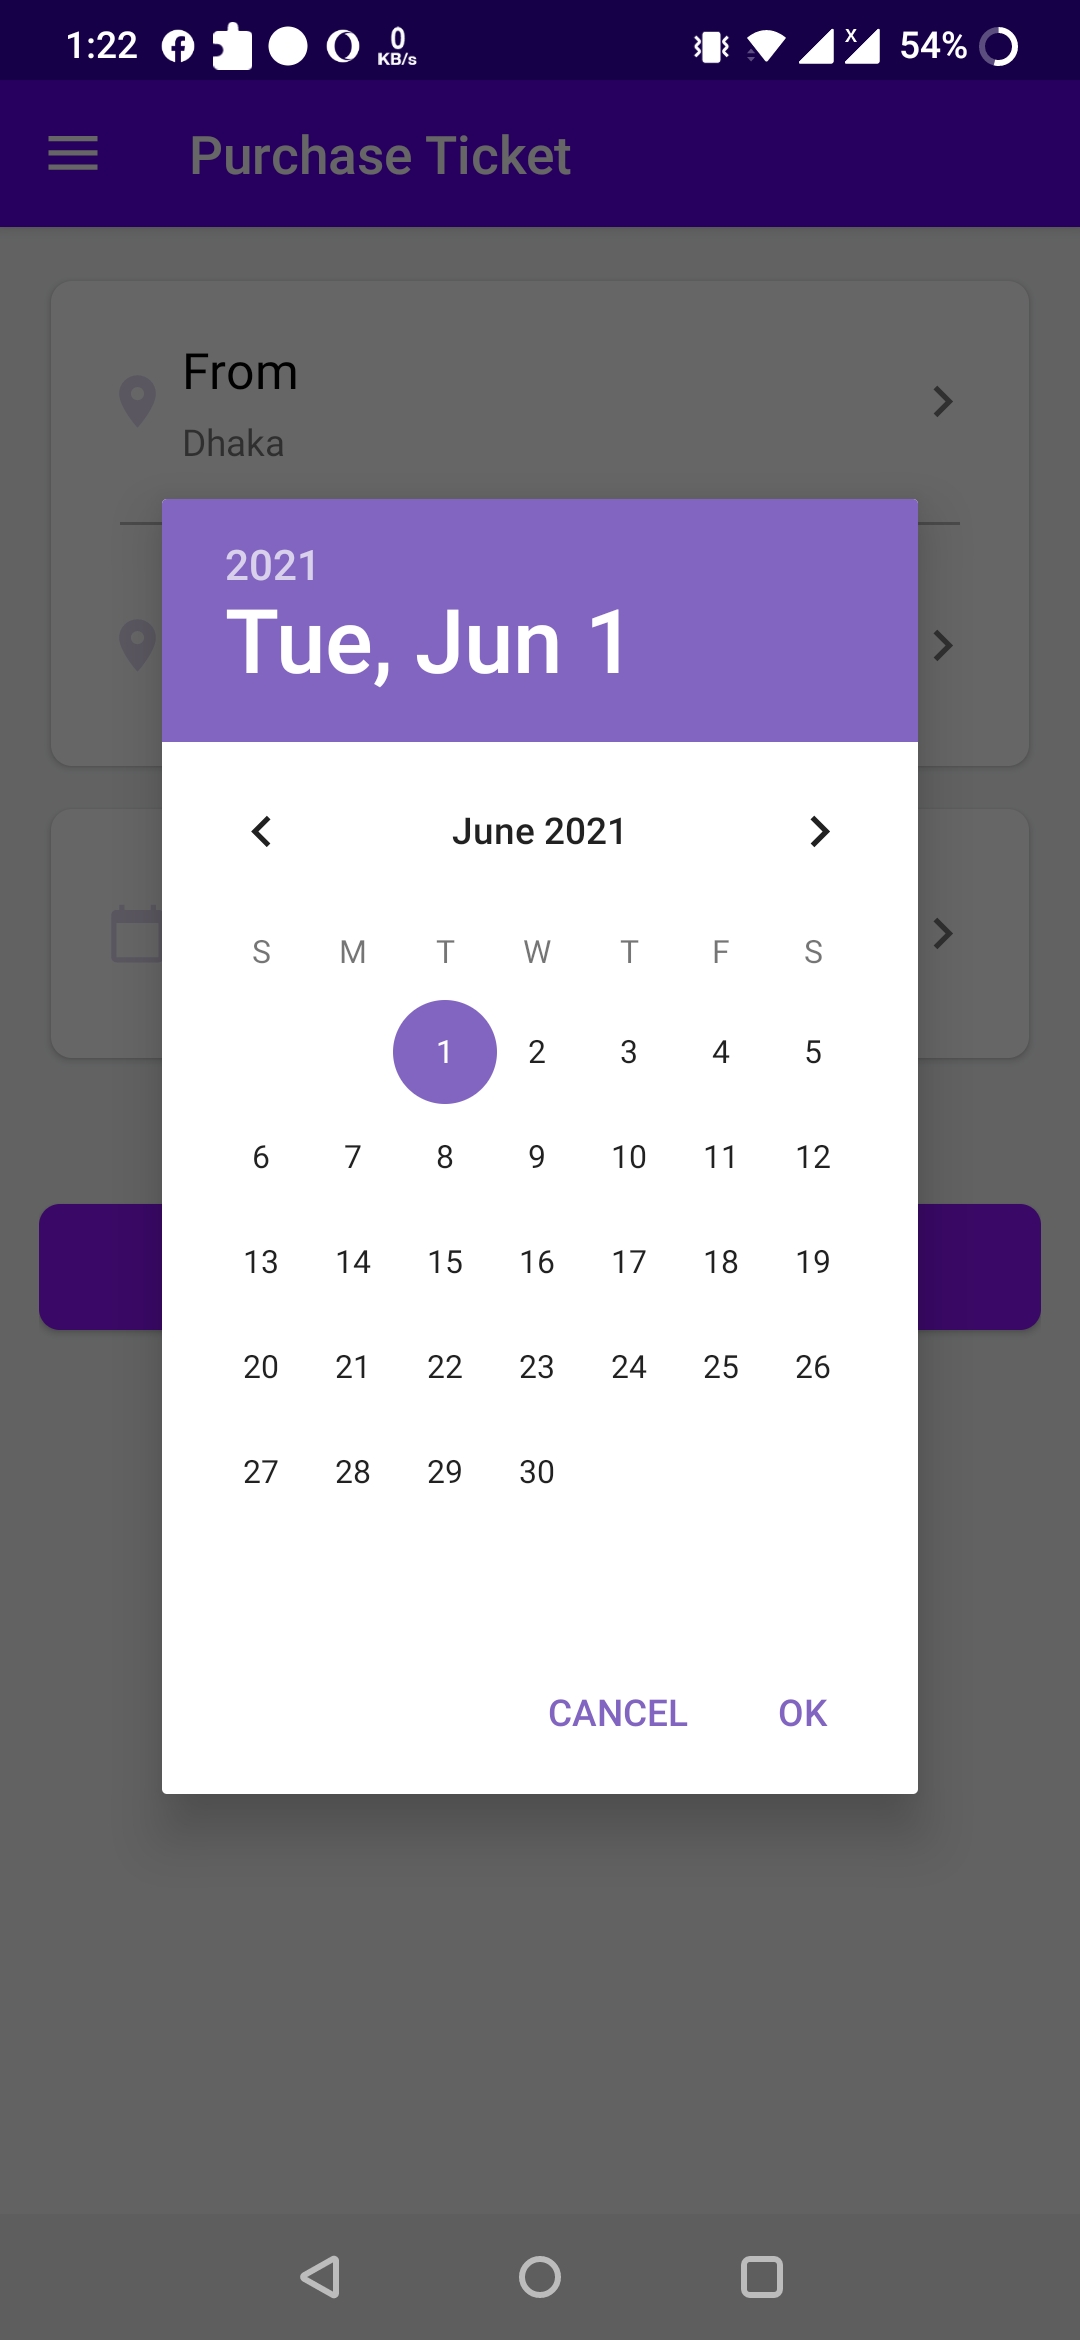 1:22 0 KB/s X 54%
Purchase Ticket
From
Dhaka
2021
Tue, Jun 1
June 2021
S M T W T F S
1 2 3 4 5
6 7 8 9 10 11 12
13 14 15 16 17 18 19
20 21 22 23 24 25 26
27 28 29 30
CANCEL OK